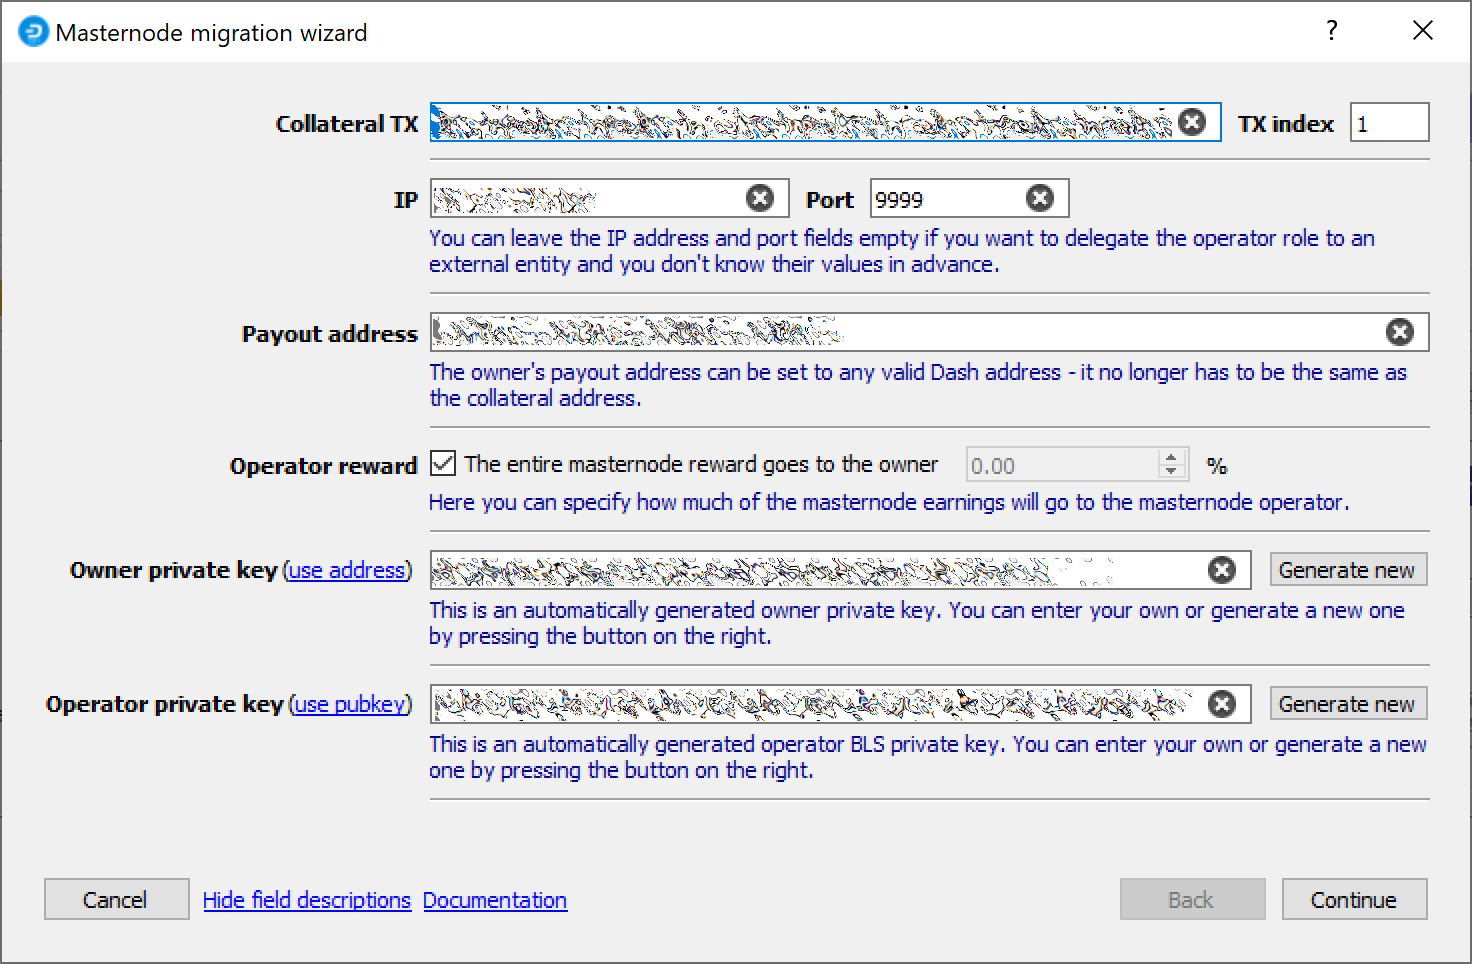 Masternode migration wizard ?
Collateral TX TX index 1
IP Port 9999
You can leave the IP address and port fields empty if you want to delegate the operator role to an
external entity and you don't know their values in advance.
Payout address
The owner's payout address can be set to any valid Dash address - it no longer has to be the same as
the collateral address.
Operator reward The entire masternode reward goes to the owner 0.00 %
Here you can specify how much of the masternode earnings will go to the masternode operator.
Owner private key (use address) Generate new
This is an automatically generated owner private key. You can enter your own or generate a new one
by pressing the button on the right.
Operator private key (use pubkey) Generate new
This is an automatically generated operator BLS private key. You can enter your own or generate a new
one by pressing the button on the right.
Cancel Hide field descriptions Documentation Back Continue